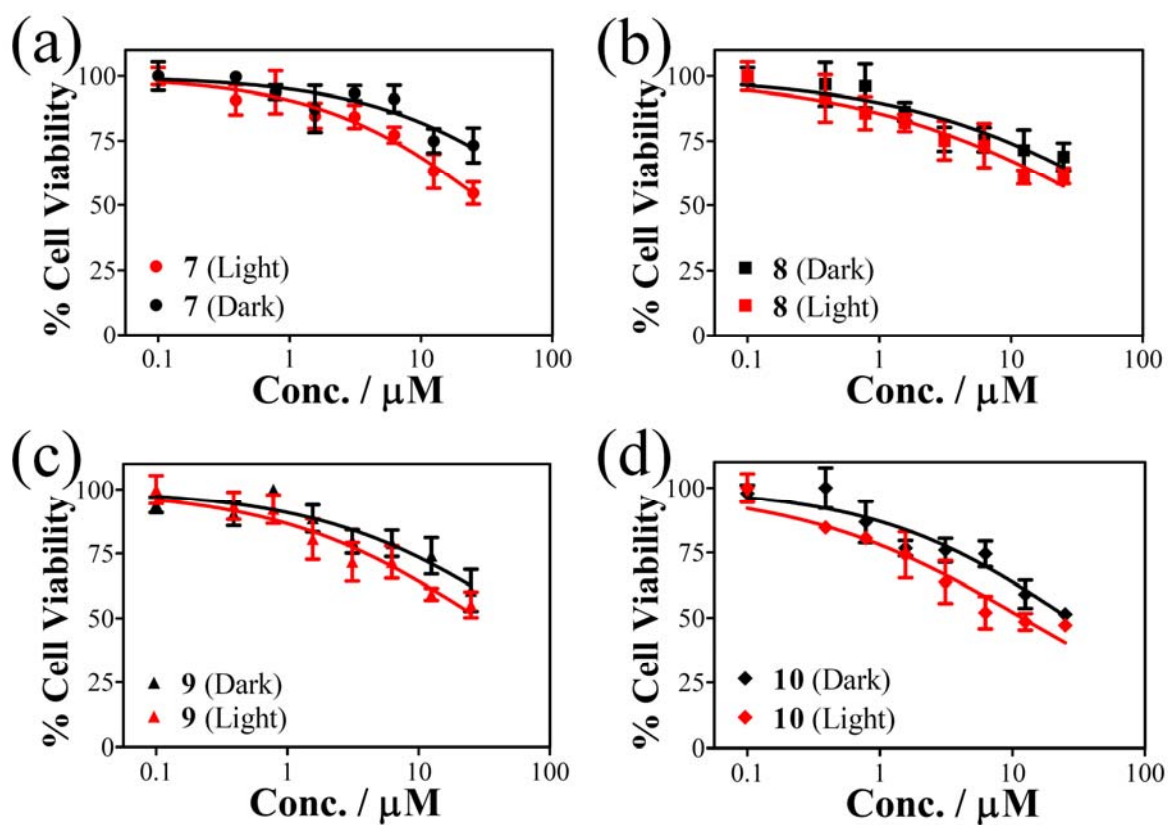 (a)
% Cell Viability
100
75
50
25
0
7 (Light)
7 (Dark)
0.1 1 10 100
Conc. / μM
(b)
% Cell Viability
100
75
50
25
0
8 (Dark)
8 (Light)
0.1 1 10 100
Conc. / μM
(c)
% Cell Viability
100
75
50
25
0
9 (Dark)
9 (Light)
0.1 1 10 100
Conc. / μM
(d)
% Cell Viability
100
75
50
25
0
10 (Dark)
10 (Light)
0.1 1 10 100
Conc. / μM